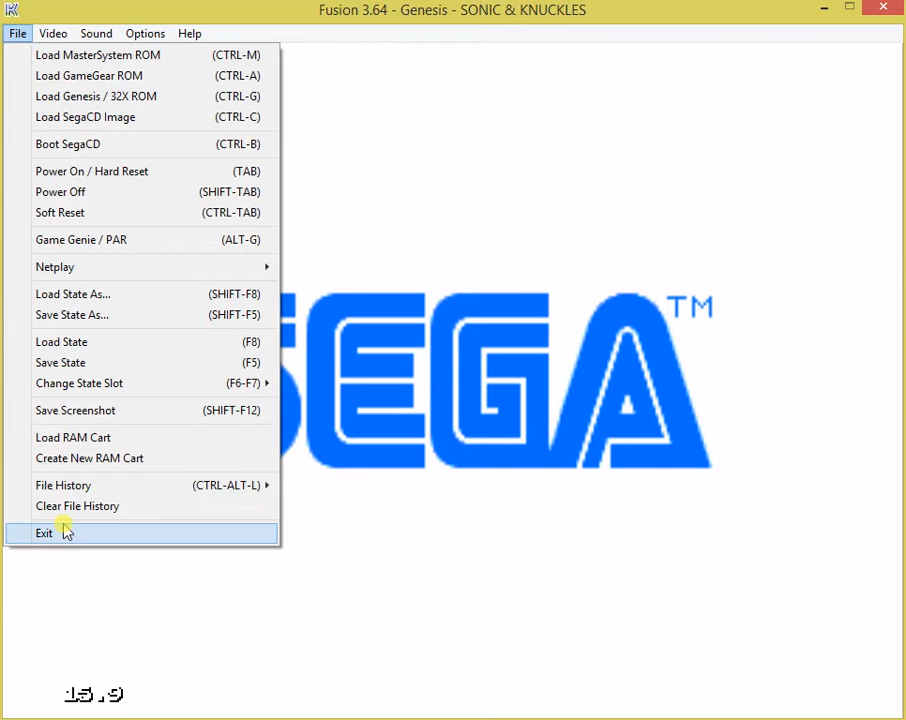 Fusion 3.64 - Genesis - SONIC & KNUCKLES
File Video Sound Options Help
Load MasterSystem ROM (CTRL-M)
Load GameGear ROM (CTRL-A)
Load Genesis / 32X ROM (CTRL-G)
Load SegaCD Image (CTRL-C)
Boot SegaCD (CTRL-B)
Power On / Hard Reset (TAB)
Power Off (SHIFT-TAB)
Soft Reset (CTRL-TAB)
Game Genie / PAR (ALT-G)
Netplay
Load State As... (SHIFT-F8)
Save State As... (SHIFT-F5)
Load State (F8)
Save State (F5)
Change State Slot (F6-F7)
Save Screenshot (SHIFT-F12)
Load RAM Cart
Create New RAM Cart
File History (CTRL-ALT-L)
Clear File History
Exit
SEGA™
15.9